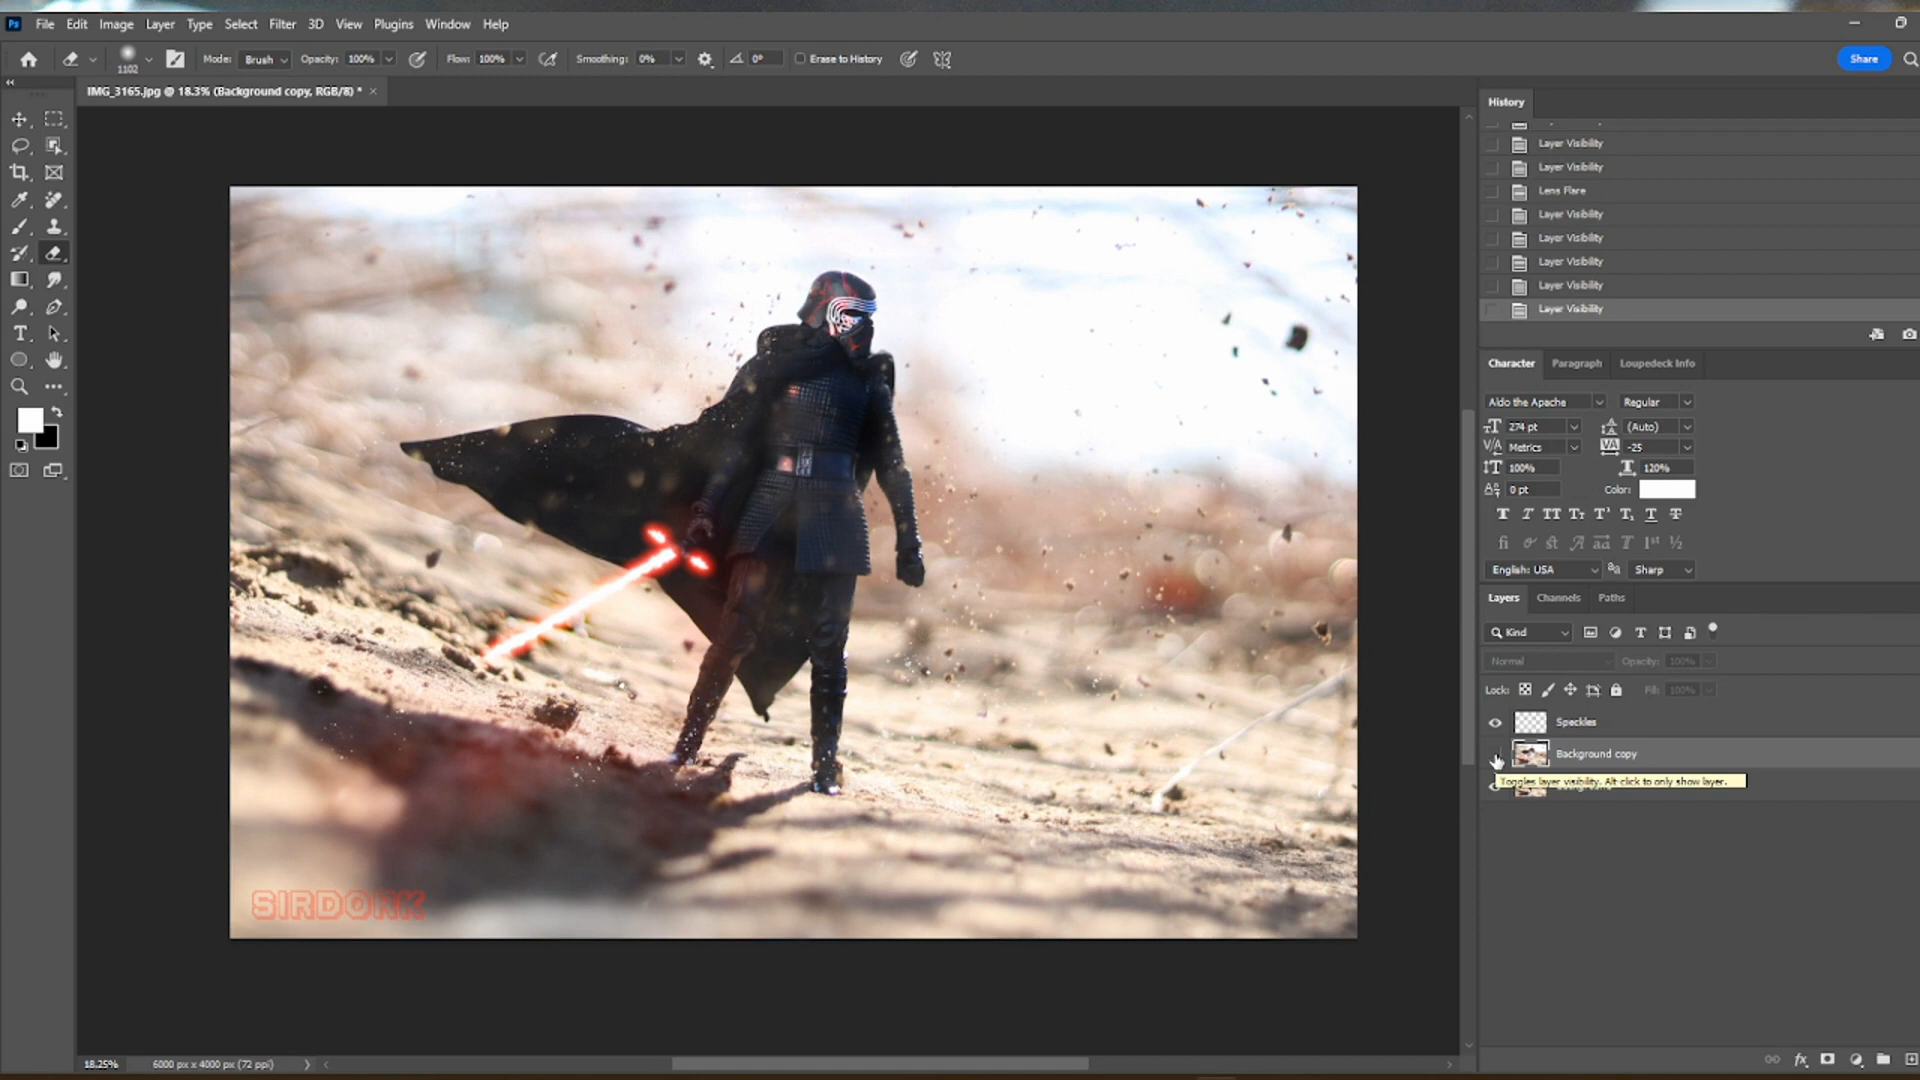 Ps File Edit Image Layer Type Select Filter 3D View Plugins Window Help
1102 Mode: Brush Opacity: 100% Flow: 100% Smoothing: 0% 0° Erase to History Share
IMG_3165.jpg @ 18.3% (Background copy, RGB/8) * ×
History
Layer Visibility
Layer Visibility
Lens Flare
Layer Visibility
Layer Visibility
Layer Visibility
Layer Visibility
Layer Visibility
Character Paragraph Loupedeck Info
Aldo the Apache Regular
274 pt (Auto)
Metrics -25
100% 120%
0 pt Color:
English: USA Sharp
Layers Channels Paths
Kind
Normal Opacity: 100%
Lock: Fill: 100%
Speckles
Background copy
Toggles layer visibility. Alt-click to only show layer.
SIRDORK
18.25% 6000 px x 4000 px (72 ppi)